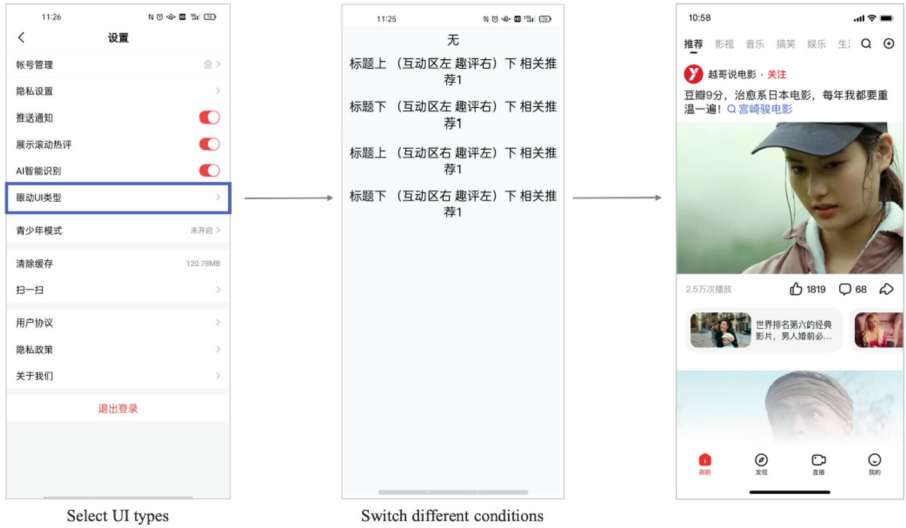 11:26
设置
帐号管理
隐私设置
推送通知
展示滚动热评
AI智能识别
眼动UI类型
青少年模式 未开启
清除缓存 120.78MB
扫一扫
用户协议
隐私政策
关于我们
退出登录
Select UI types
11:25
无
标题上 （互动区左 趣评右）下 相关推
荐1
标题下 （互动区左 趣评右）下 相关推
荐1
标题上 （互动区右 趣评左）下 相关推
荐1
标题下 （互动区右 趣评左）下 相关推
荐1
Switch different conditions
10:58
推荐 影视 音乐 搞笑 娱乐
越哥说电影 · 关注
豆瓣9分，治愈系日本电影，每年我都要重
温一遍！ 宫崎骏电影
2.5万次播放 1819 68
世界排名第六的经典
影片，男人婚前必...
发现 直播 我的